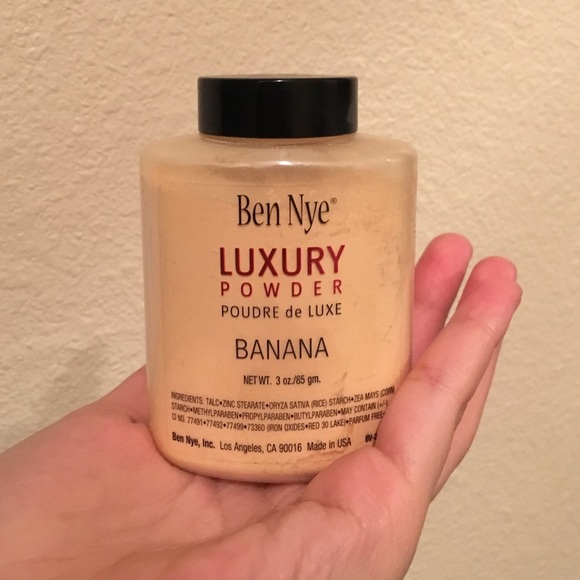 Ben Nye®
LUXURY
POWDER
POUDRE de LUXE
BANANA
NET WT. 3 oz./85 gm.
INGREDIENTS: TALC•ZINC STEARATE•ORYZA SATIVA (RICE) STARCH•ZEA MAYS (CORN)
STARCH•METHYLPARABEN•PROPYLPARABEN•BUTYLPARABEN•MAY CONTAIN
CI NO. 77491•77492•77499•73360 (IRON OXIDES•RED 30 LAKE)•PARFUM FREE•
Ben Nye, Inc. Los Angeles, CA 90016 Made in USA